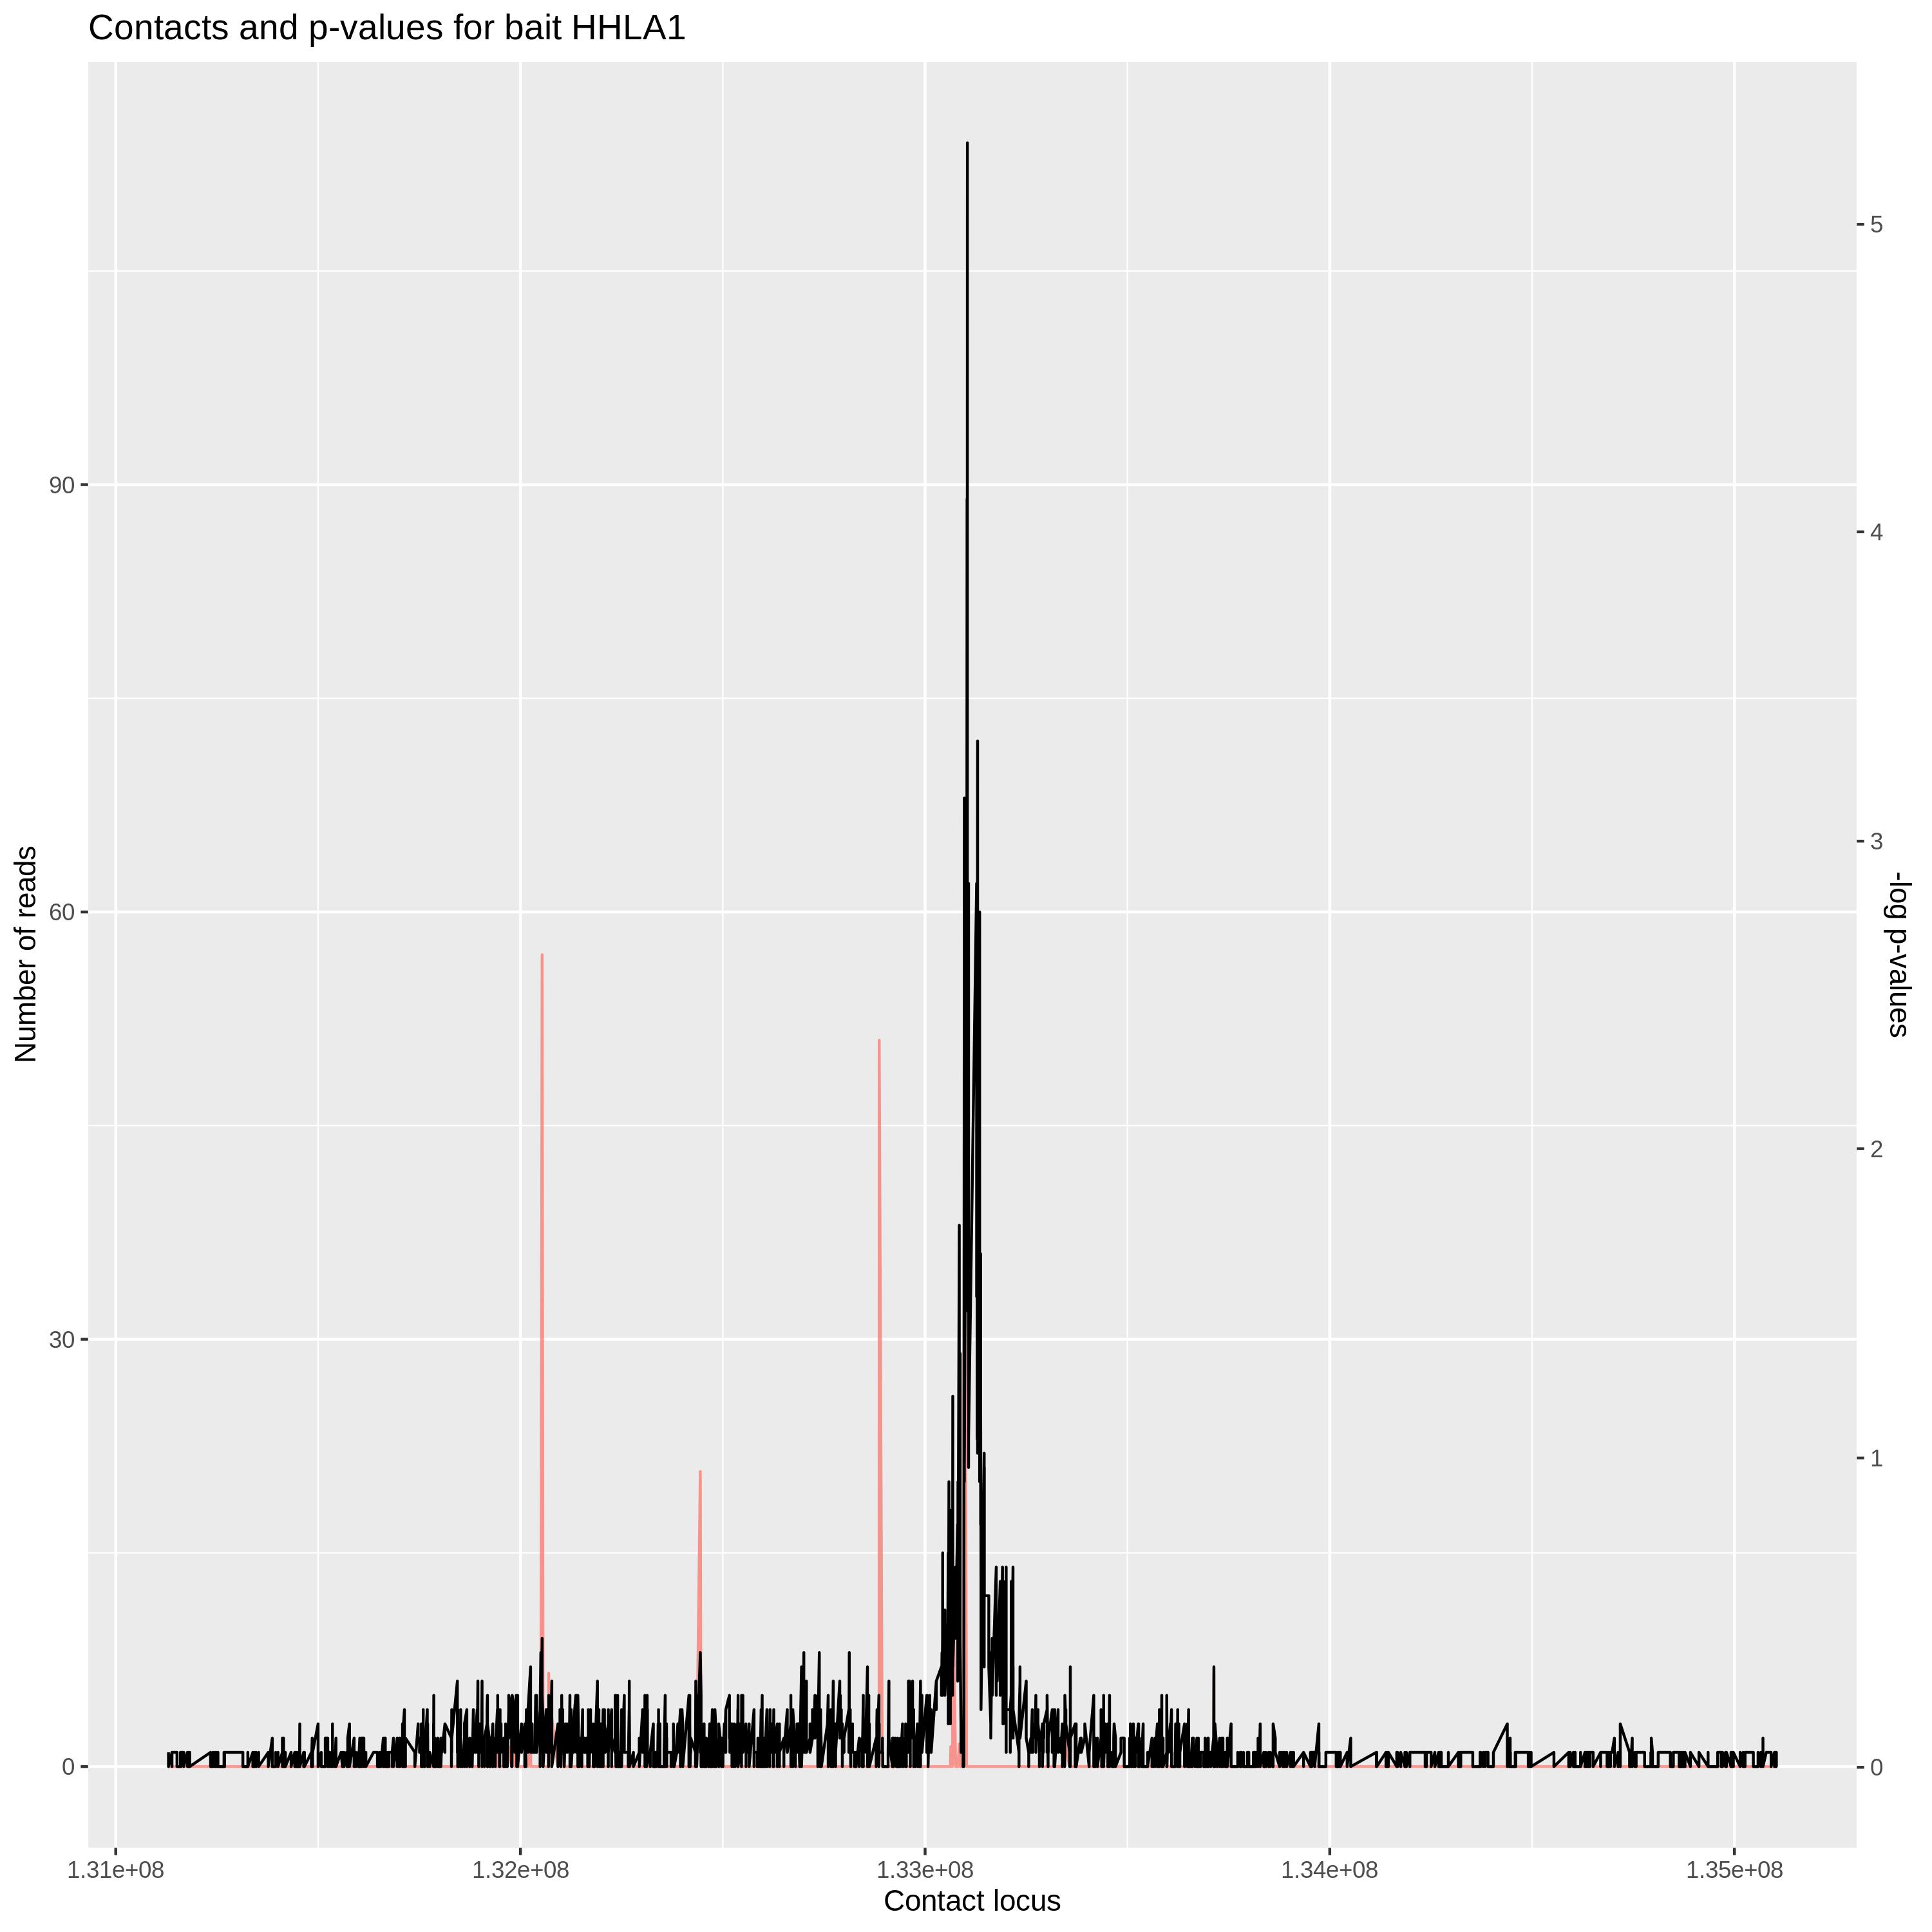 Contacts and p-values for bait HHLA1
Number of reads
90
60
30
0
5
4
3
2
1
0
-log p-values
1.31e+08
1.32e+08
1.33e+08
1.34e+08
1.35e+08
Contact locus